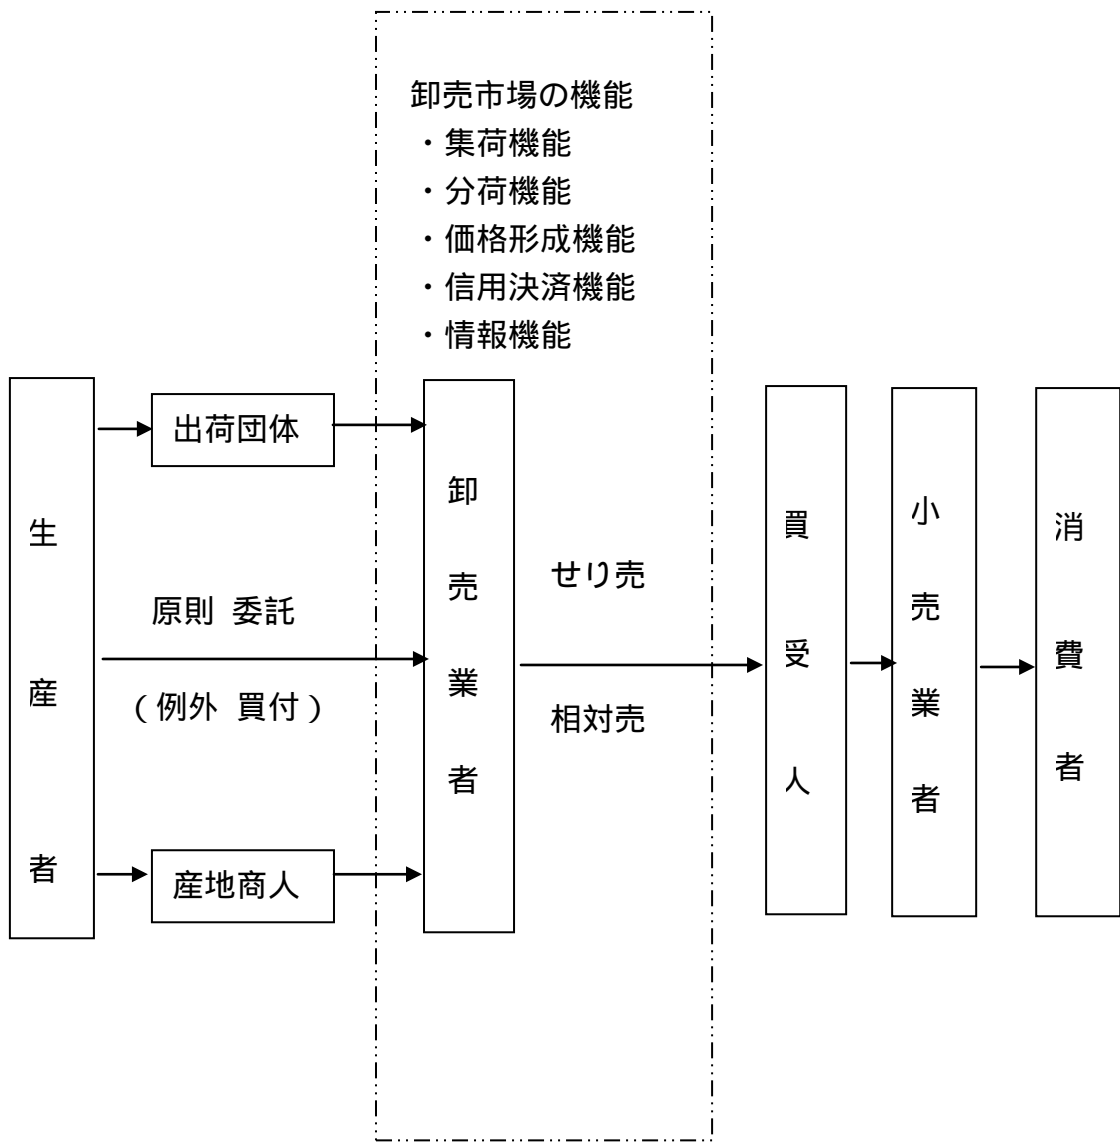 卸売市場の機能
・集荷機能
・分荷機能
・価格形成機能
・信用決済機能
・情報機能
生産者
出荷団体
原則 委託
（例外 買付）
産地商人
卸売業者
せり売
相対売
買受人
小売業者
消費者